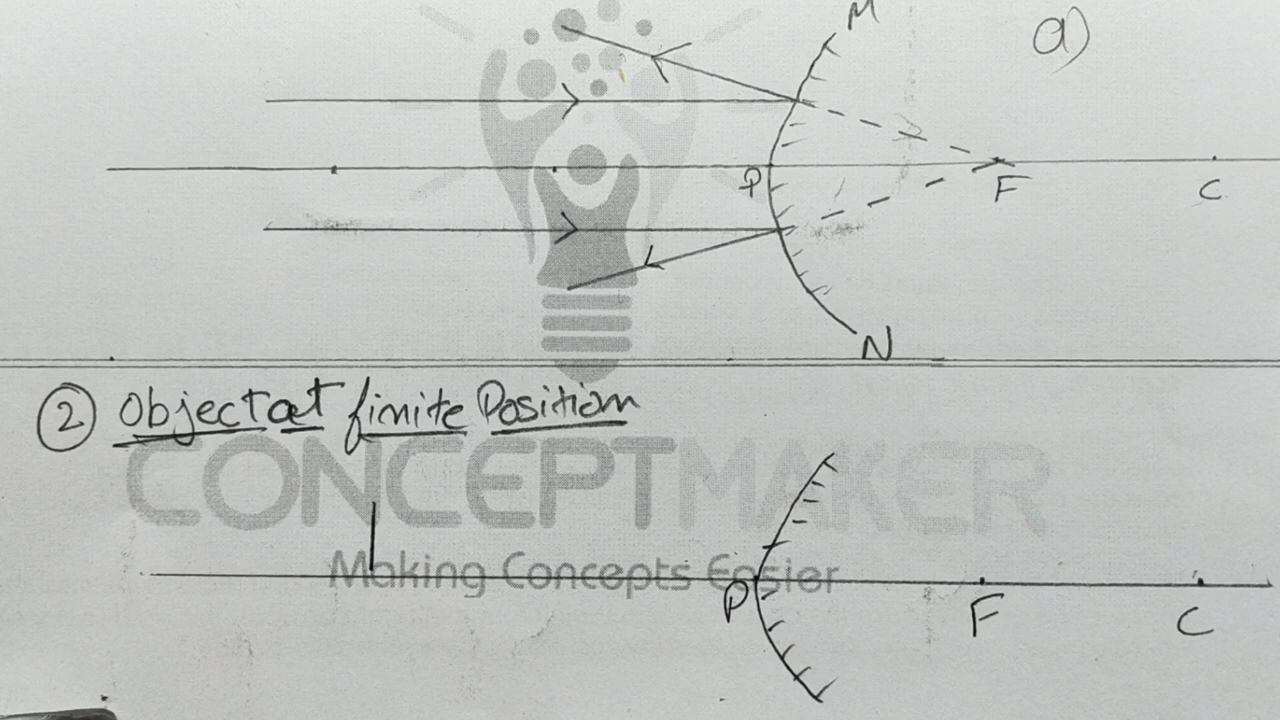 M
a)
P
F
C
N
② Object at finite Position
CONCEPTMAKER
Making Concepts Easier
P
F
C